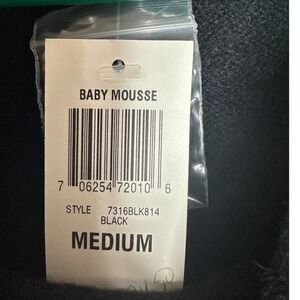 BABY MOUSSE
7 06254 72010 6
STYLE 7316BLK814
BLACK
MEDIUM